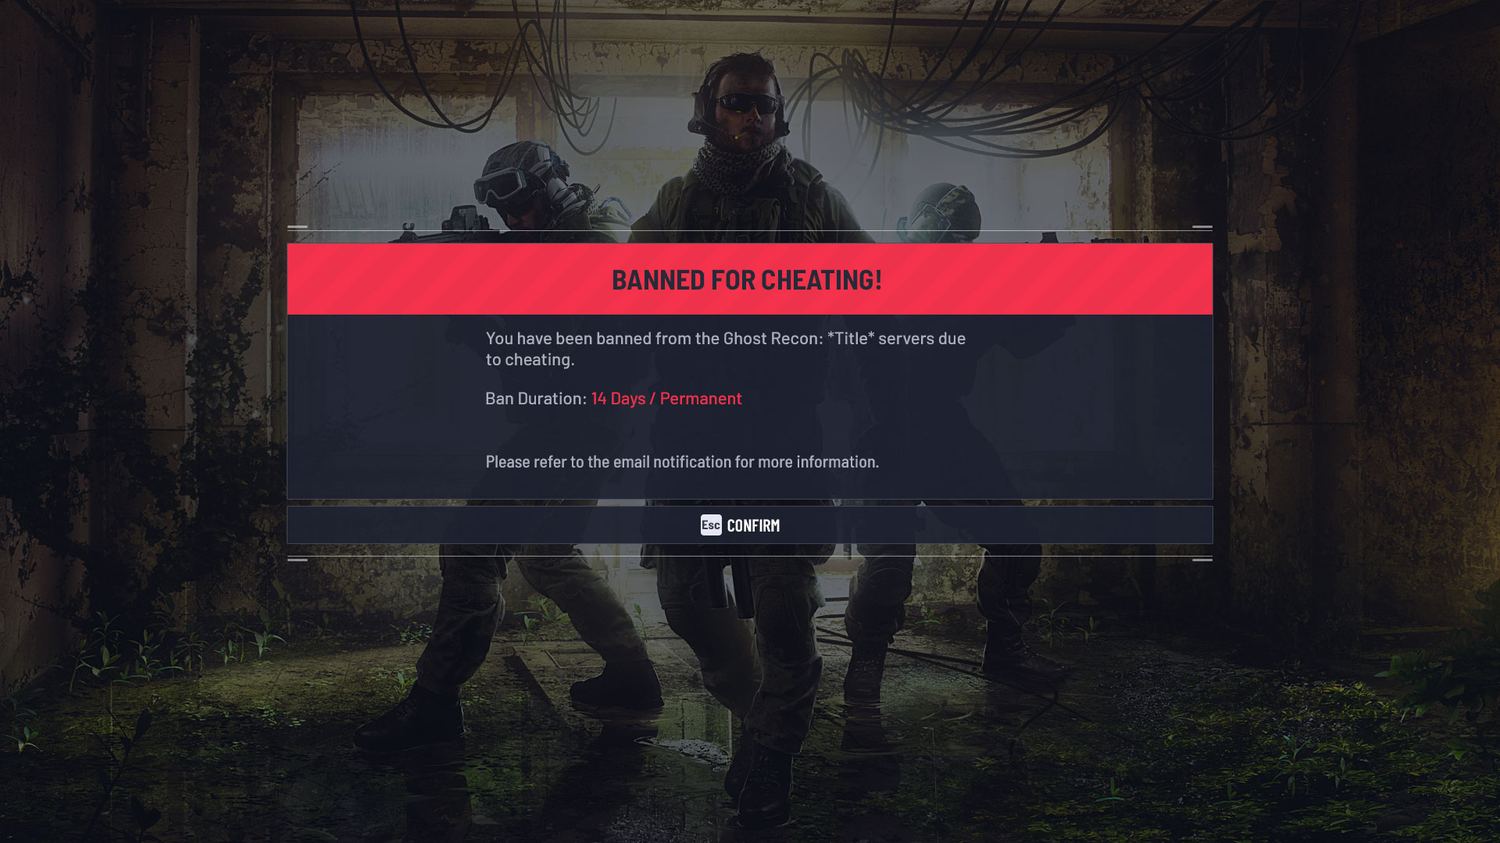 BANNED FOR CHEATING!
You have been banned from the Ghost Recon: *Title* servers due
to cheating.
Ban Duration: 14 Days / Permanent
Please refer to the email notification for more information.
Esc CONFIRM